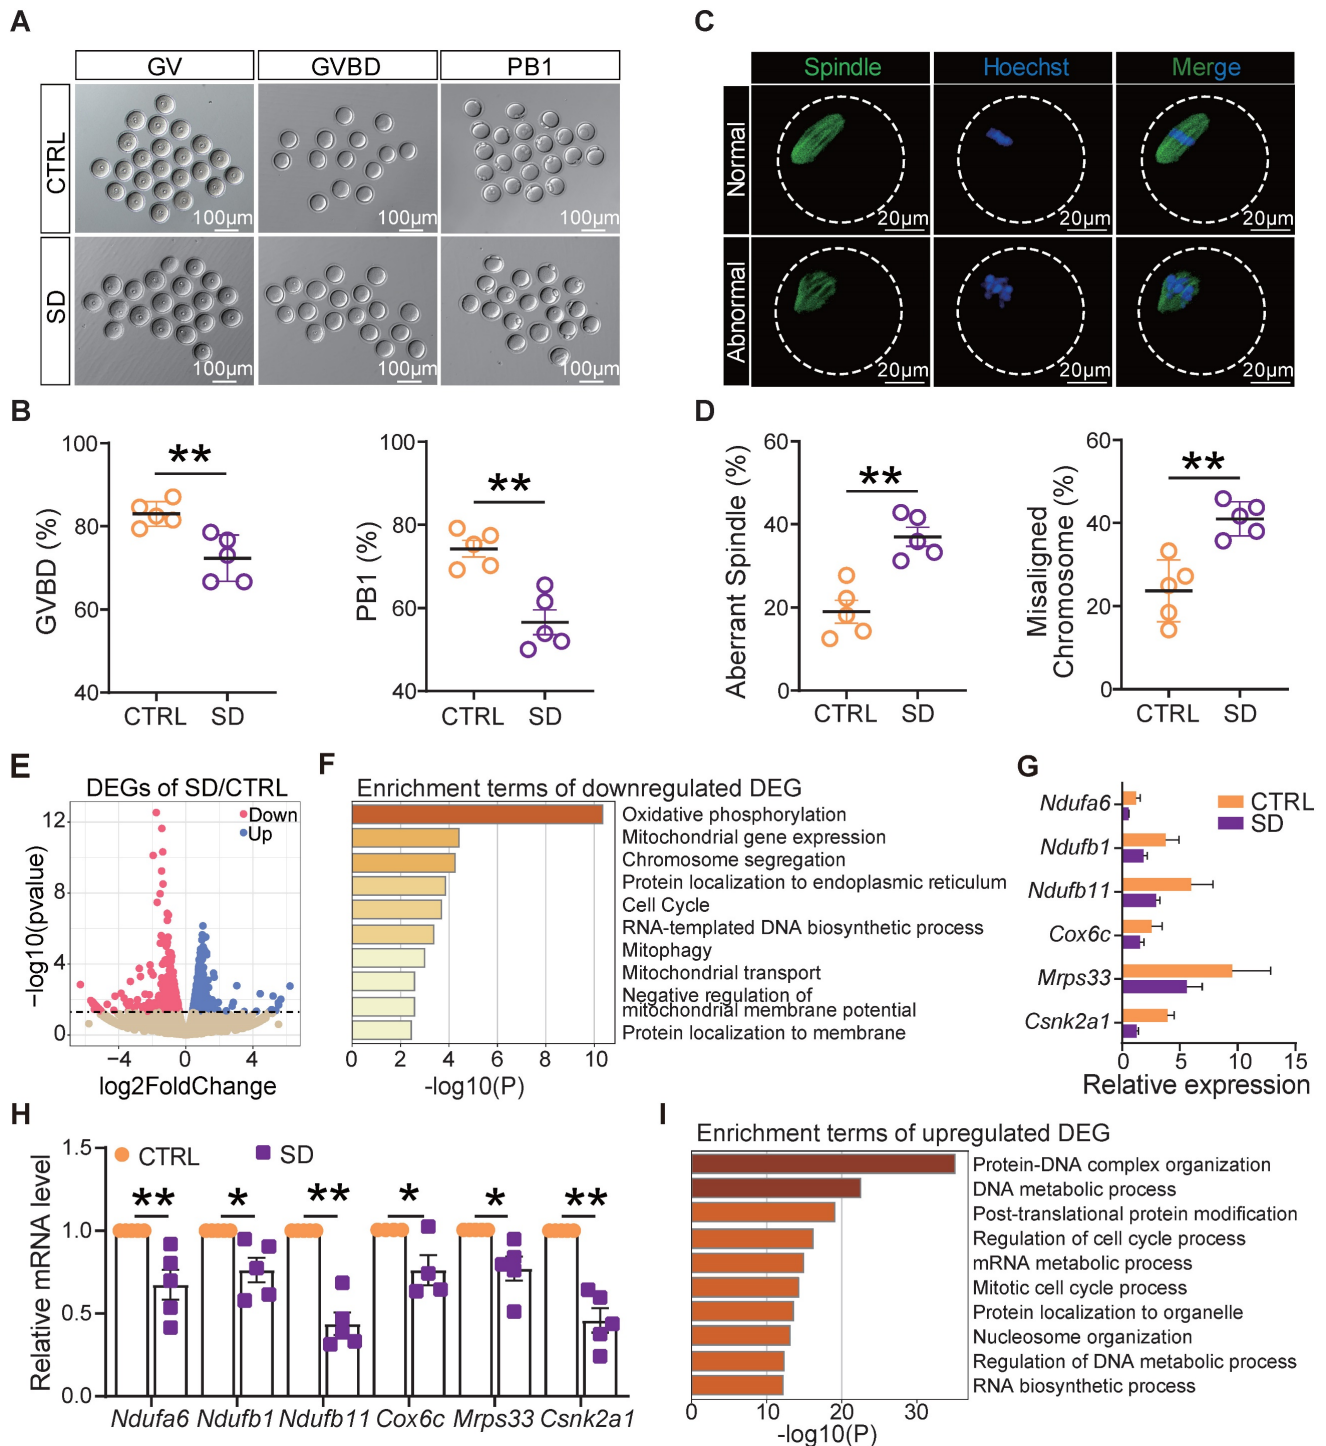 A
GV
GVBD
PB1
CTRL
100µm
100µm
100µm
SD
100µm
100µm
100µm
C
Spindle
Hoechst
Merge
Normal
20µm
20µm
20µm
Abnormal
20µm
20µm
20µm
B
GVBD (%)
100
80
60
40
**
CTRL
SD
PB1 (%)
100
80
60
40
**
CTRL
SD
D
Aberrant Spindle (%)
60
40
20
0
**
CTRL
SD
Misaligned
Chromosome (%)
60
40
20
0
**
CTRL
SD
E
DEGs of SD/CTRL
Down
Up
−log10(pvalue)
12
8
4
0
−4
0
4
log2FoldChange
F
Enrichment terms of downregulated DEG
Oxidative phosphorylation
Mitochondrial gene expression
Chromosome segregation
Protein localization to endoplasmic reticulum
Cell Cycle
RNA-templated DNA biosynthetic process
Mitophagy
Mitochondrial transport
Negative regulation of
mitochondrial membrane potential
Protein localization to membrane
0
2
4
6
8
10
-log10(P)
G
CTRL
SD
Ndufa6
Ndufb1
Ndufb11
Cox6c
Mrps33
Csnk2a1
0
5
10
15
Relative expression
H
CTRL
SD
Relative mRNA level
1.5
1.0
0.5
0.0
**
*
**
*
*
**
Ndufa6
Ndufb1
Ndufb11
Cox6c
Mrps33
Csnk2a1
I
Enrichment terms of upregulated DEG
Protein-DNA complex organization
DNA metabolic process
Post-translational protein modification
Regulation of cell cycle process
mRNA metabolic process
Mitotic cell cycle process
Protein localization to organelle
Nucleosome organization
Regulation of DNA metabolic process
RNA biosynthetic process
0
10
20
30
-log10(P)